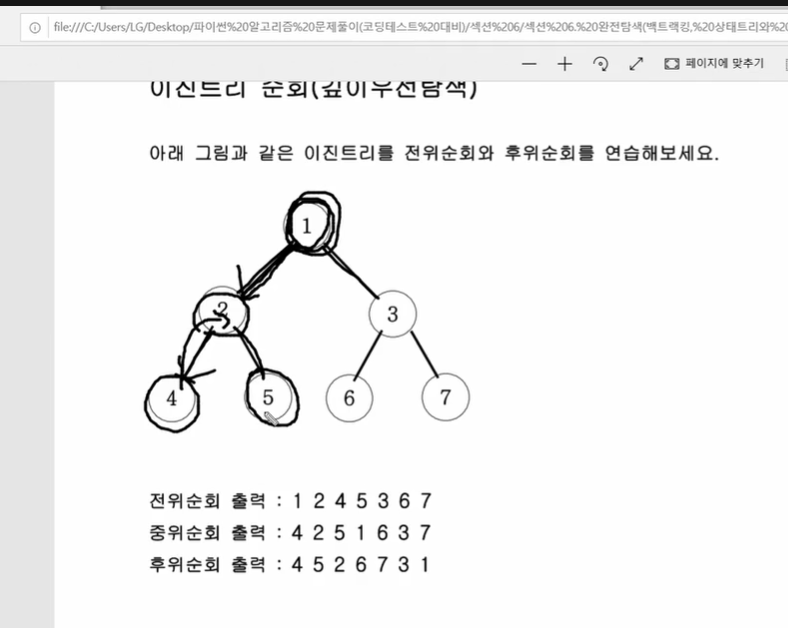 file:///C:/Users/LG/Desktop/파이썬%20알고리즘%20문제풀이(코딩테스트%20대비)/섹션%206/섹션%206.%20완전탐색(백트랙킹,%20상태트리와%20
페이지에 맞추기
이진트리 순회(깊이우선탐색)
아래 그림과 같은 이진트리를 전위순회와 후위순회를 연습해보세요.
1
2 3
4 5 6 7
전위순회 출력 : 1 2 4 5 3 6 7
중위순회 출력 : 4 2 5 1 6 3 7
후위순회 출력 : 4 5 2 6 7 3 1